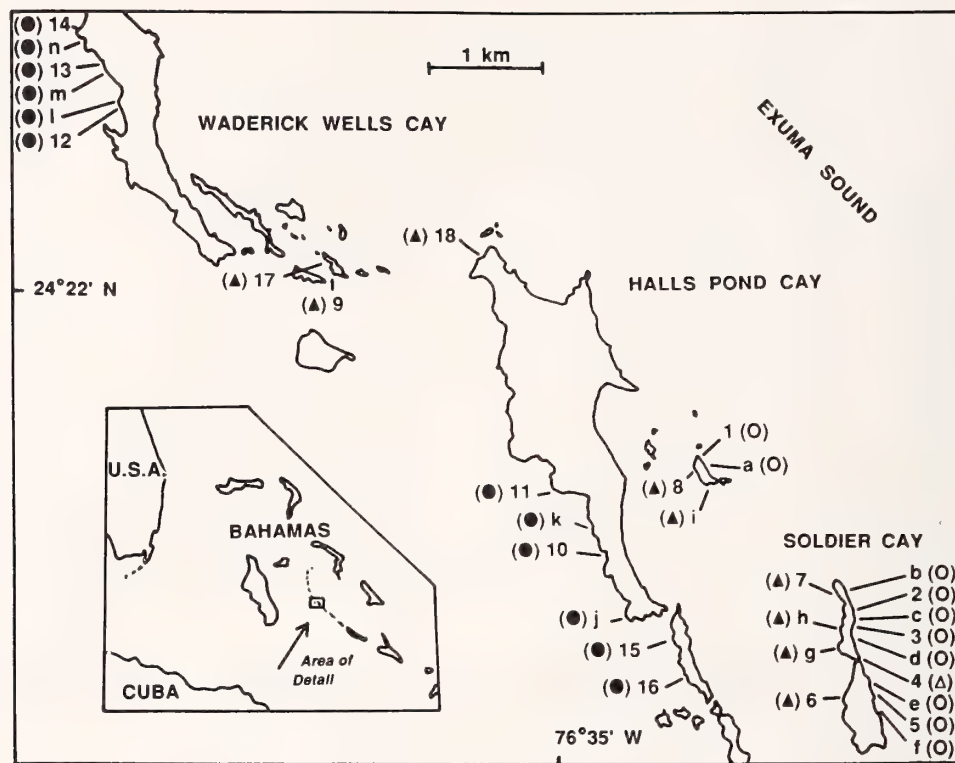 (●) 14
(●) n
(●) 13
(●) m
(●) l
(●) 12
1 km
WADERICK WELLS CAY
EXUMA SOUND
(▲) 18
(▲) 17
(▲) 9
24°22' N
HALLS POND CAY
1 (O)
a (O)
(▲) 8
(▲) i
(●) 11
(●) k
(●) 10
(●) j
(●) 15
(●) 16
76°35' W
SOLDIER CAY
(▲) 7
(▲) h
(▲) g
(▲) 6
b (O)
2 (O)
c (O)
3 (O)
d (O)
4 (△)
e (O)
5 (O)
f (O)
U.S.A.
BAHAMAS
Area of
Detail
CUBA